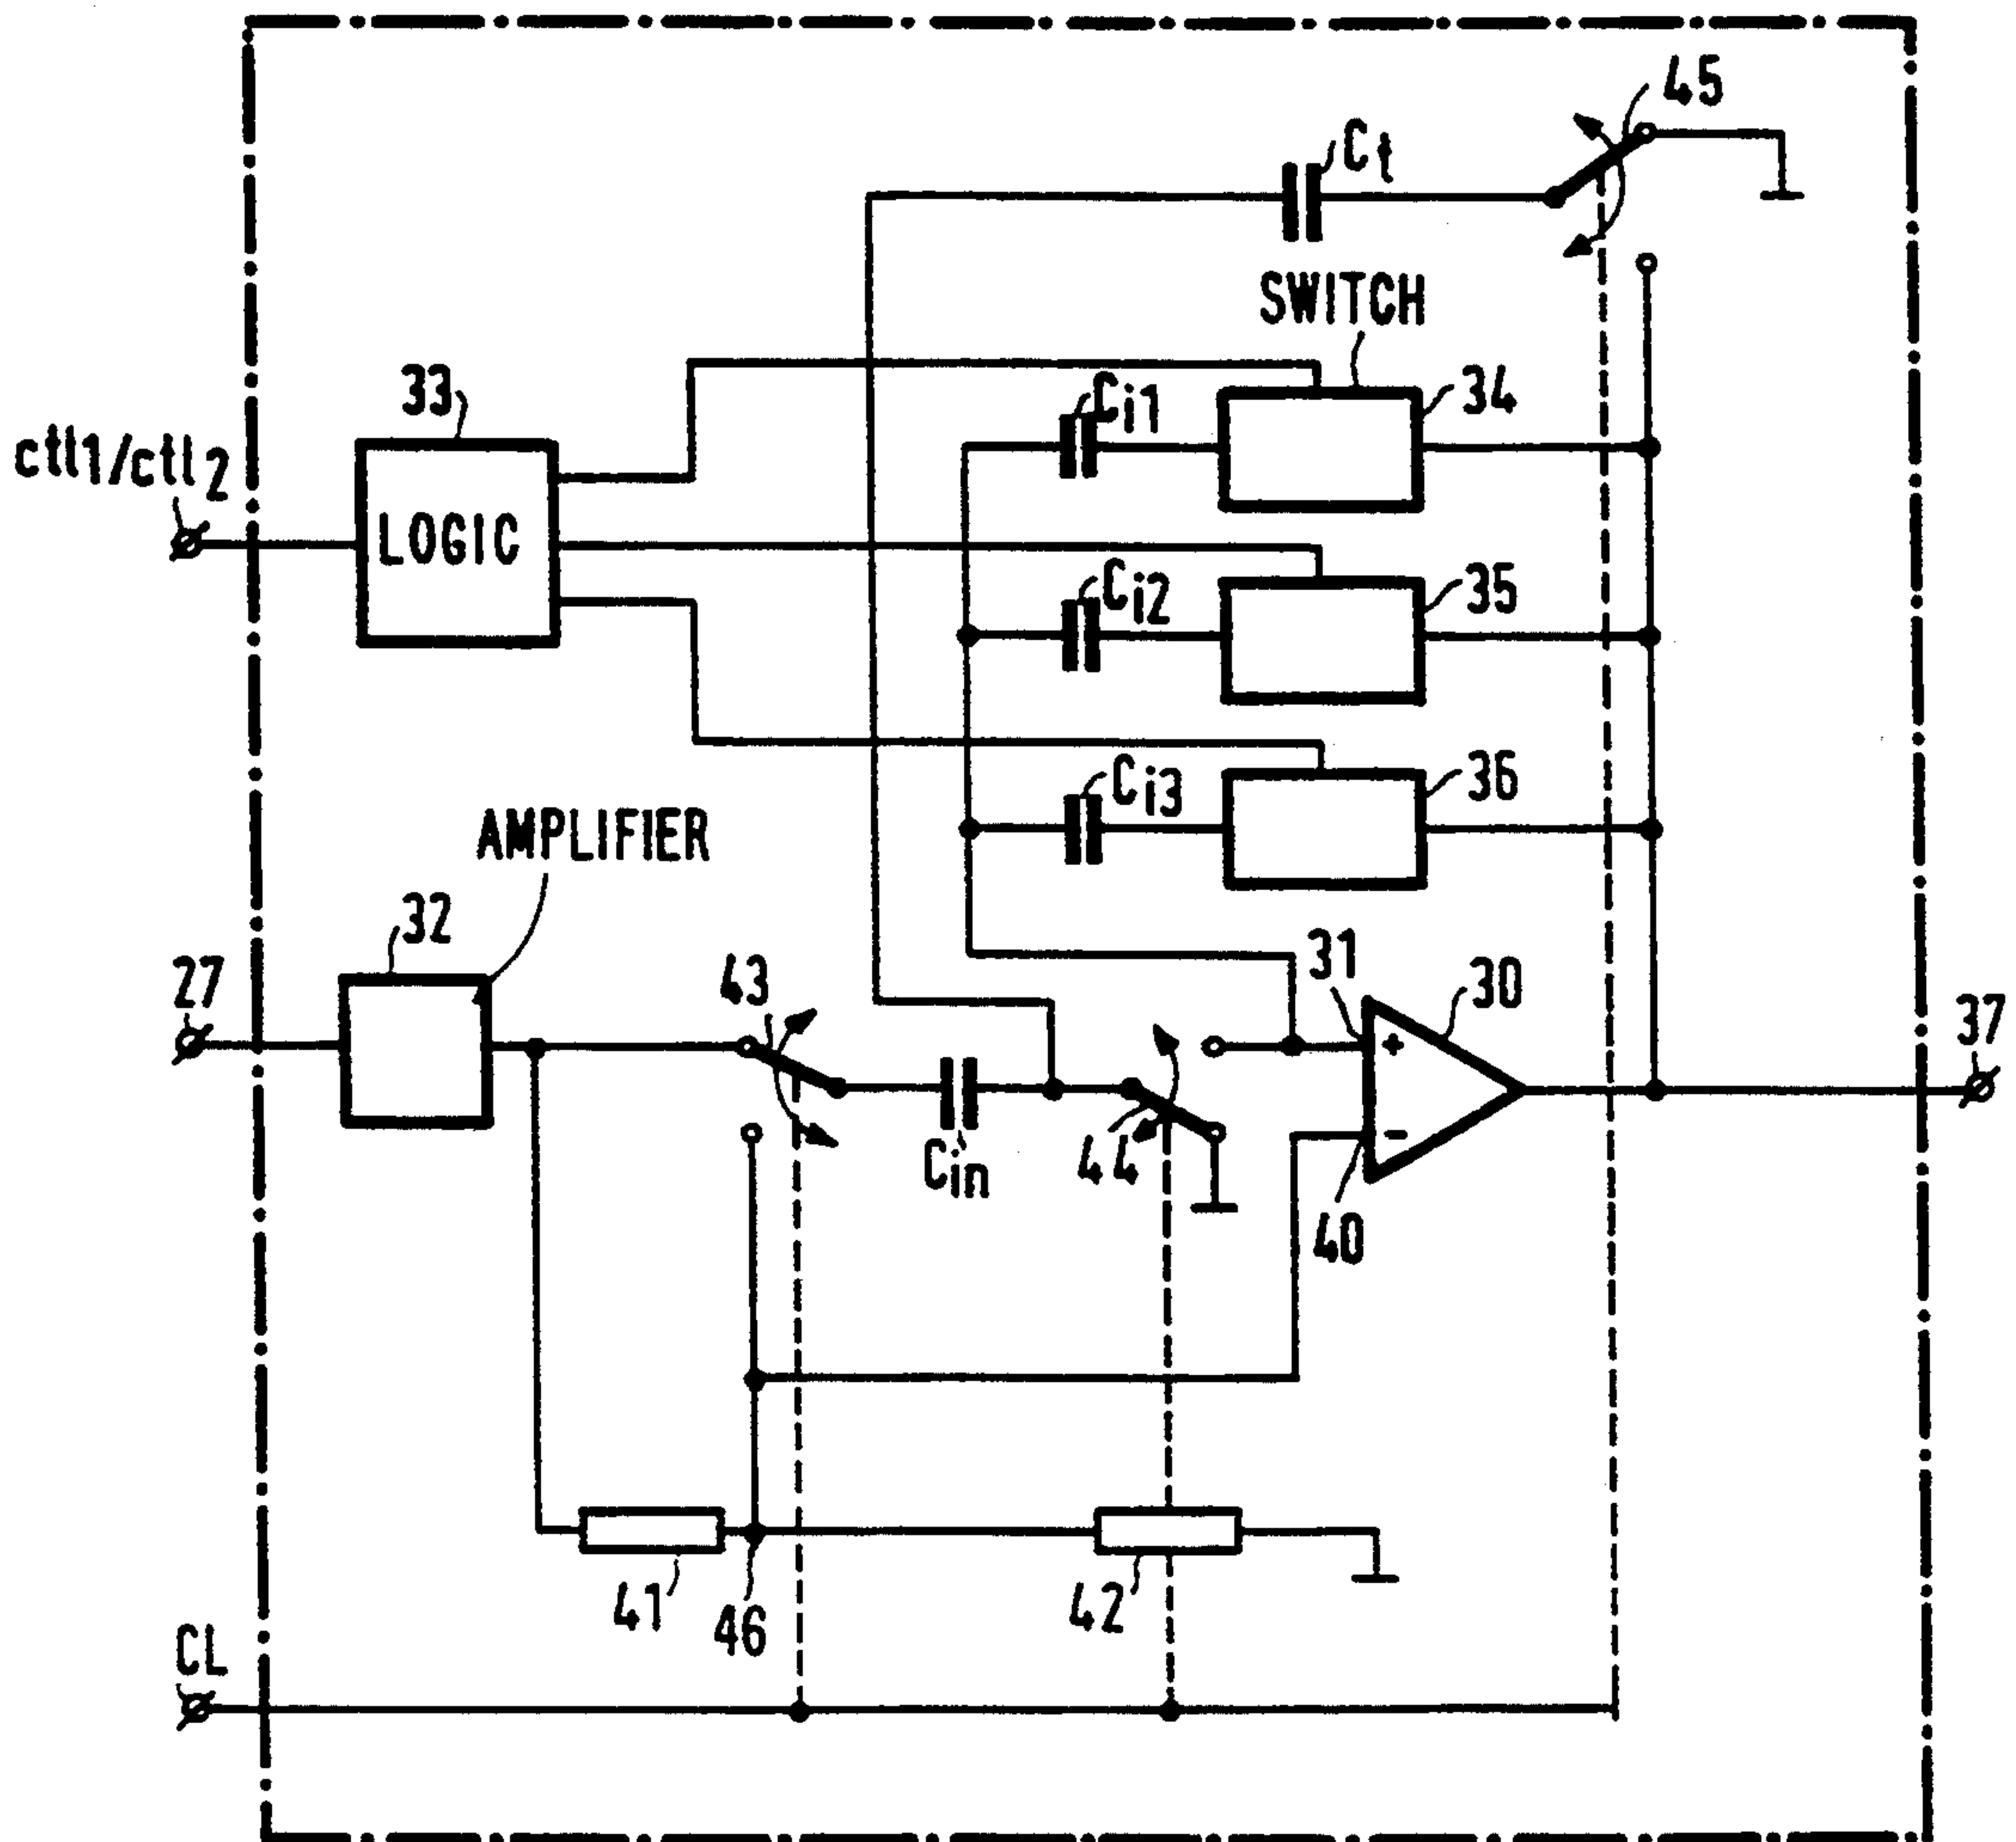 45
Ct
SWITCH
33
Ci1
34
ctl1/ctl2
LOGIC
Ci2
35
Ci3
36
AMPLIFIER
32
27
43
31
30
37
+
-
Cin
44
40
41
46
42
CL